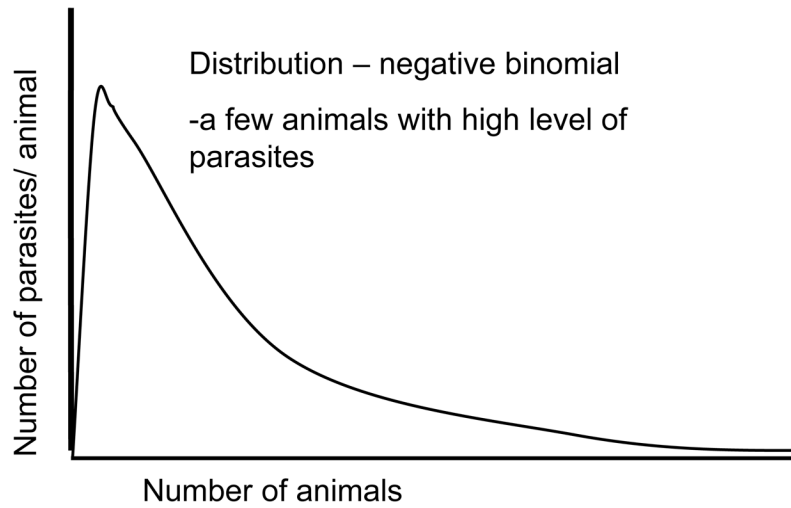 Distribution – negative binomial
-a few animals with high level of
parasites
Number of parasites/ animal
Number of animals